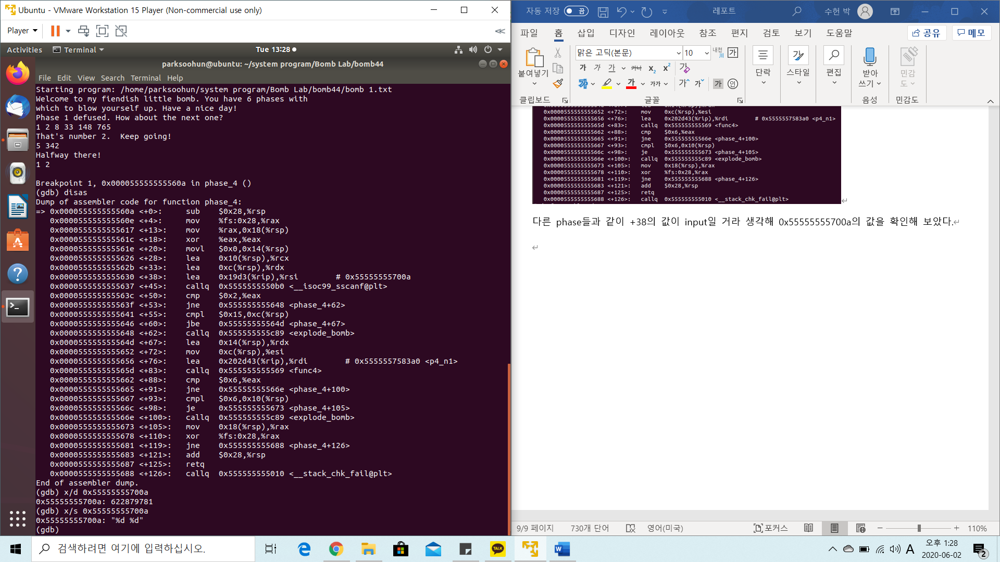 Ubuntu - VMware Workstation 15 Player (Non-commercial use only)
Player
Activities
Terminal
Tue 13:28
parksoohun@ubuntu: ~/system program/Bomb Lab/bomb44
File Edit View Search Terminal Help
Starting program: /home/parksoohun/system program/Bomb Lab/bomb44/bomb 1.txt
Welcome to my fiendish little bomb. You have 6 phases with
which to blow yourself up. Have a nice day!
Phase 1 defused. How about the next one?
1 2 8 33 148 765
That's number 2.  Keep going!
5 342
Halfway there!
1 2
Breakpoint 1, 0x000055555555560a in phase_4 ()
(gdb) disas
Dump of assembler code for function phase_4:
=> 0x000055555555560a <+0>: sub $0x28,%rsp
0x000055555555560e <+4>: mov %fs:0x28,%rax
0x0000555555555617 <+13>: mov %rax,0x18(%rsp)
0x000055555555561c <+18>: xor %eax,%eax
0x000055555555561e <+20>: movl $0x0,0x14(%rsp)
0x0000555555555626 <+28>: lea 0x10(%rsp),%rcx
0x000055555555562b <+33>: lea 0xc(%rsp),%rdx
0x0000555555555630 <+38>: lea 0x19d3(%rip),%rsi # 0x55555555700a
0x0000555555555637 <+45>: callq 0x5555555550b0 <__isoc99_sscanf@plt>
0x000055555555563c <+50>: cmp $0x2,%eax
0x000055555555563f <+53>: jne 0x555555555648 <phase_4+62>
0x0000555555555641 <+55>: cmpl $0x15,0xc(%rsp)
0x0000555555555646 <+60>: jbe 0x55555555564d <phase_4+67>
0x0000555555555648 <+62>: callq 0x555555555c89 <explode_bomb>
0x000055555555564d <+67>: lea 0x14(%rsp),%rdx
0x0000555555555652 <+72>: mov 0xc(%rsp),%esi
0x0000555555555656 <+76>: lea 0x202d43(%rip),%rdi # 0x5555557583a0 <p4_n1>
0x000055555555565d <+83>: callq 0x555555555569 <func4>
0x0000555555555662 <+88>: cmp $0x6,%eax
0x0000555555555665 <+91>: jne 0x55555555566e <phase_4+100>
0x0000555555555667 <+93>: cmpl $0x6,0x10(%rsp)
0x000055555555566c <+98>: je 0x555555555673 <phase_4+105>
0x000055555555566e <+100>: callq 0x555555555c89 <explode_bomb>
0x0000555555555673 <+105>: mov 0x18(%rsp),%rax
0x0000555555555678 <+110>: xor %fs:0x28,%rax
0x0000555555555681 <+119>: jne 0x555555555688 <phase_4+126>
0x0000555555555683 <+121>: add $0x28,%rsp
0x0000555555555687 <+125>: retq
0x0000555555555688 <+126>: callq 0x555555555010 <__stack_chk_fail@plt>
End of assembler dump.
(gdb) x/d 0x55555555700a
0x55555555700a: 622879781
(gdb) x/s 0x55555555700a
0x55555555700a: "%d %d"
(gdb)
자동 저장 끔 레포트 수헌 박
파일 홈 삽입 디자인 레이아웃 참조 편지 검토 보기 도움말 공유 메모
맑은 고딕(본문) 10
붙여넣기
클립보드
글꼴
단락
스타일
편집
받아
쓰기
음성
민감
도
민감도
0x0000555555555652 <+72>: mov 0xc(%rsp),%esi
0x0000555555555656 <+76>: lea 0x202d43(%rip),%rdi # 0x5555557583a0 <p4_n1>
0x000055555555565d <+83>: callq 0x555555555569 <func4>
0x0000555555555662 <+88>: cmp $0x6,%eax
0x0000555555555665 <+91>: jne 0x55555555566e <phase_4+100>
0x0000555555555667 <+93>: cmpl $0x6,0x10(%rsp)
0x000055555555566c <+98>: je 0x555555555673 <phase_4+105>
0x000055555555566e <+100>: callq 0x555555555c89 <explode_bomb>
0x0000555555555673 <+105>: mov 0x18(%rsp),%rax
0x0000555555555678 <+110>: xor %fs:0x28,%rax
0x0000555555555681 <+119>: jne 0x555555555688 <phase_4+126>
0x0000555555555683 <+121>: add $0x28,%rsp
0x0000555555555687 <+125>: retq
0x0000555555555688 <+126>: callq 0x555555555010 <__stack_chk_fail@plt>
다른 phase들과 같이 +38의 값이 input일 거라 생각해 0x55555555700a의 값을 확인해 보았다.
9/9 페이지 730개 단어 영어(미국) 포커스 110%
검색하려면 여기에 입력하십시오.
TALK
A
오후 1:28
2020-06-02
2